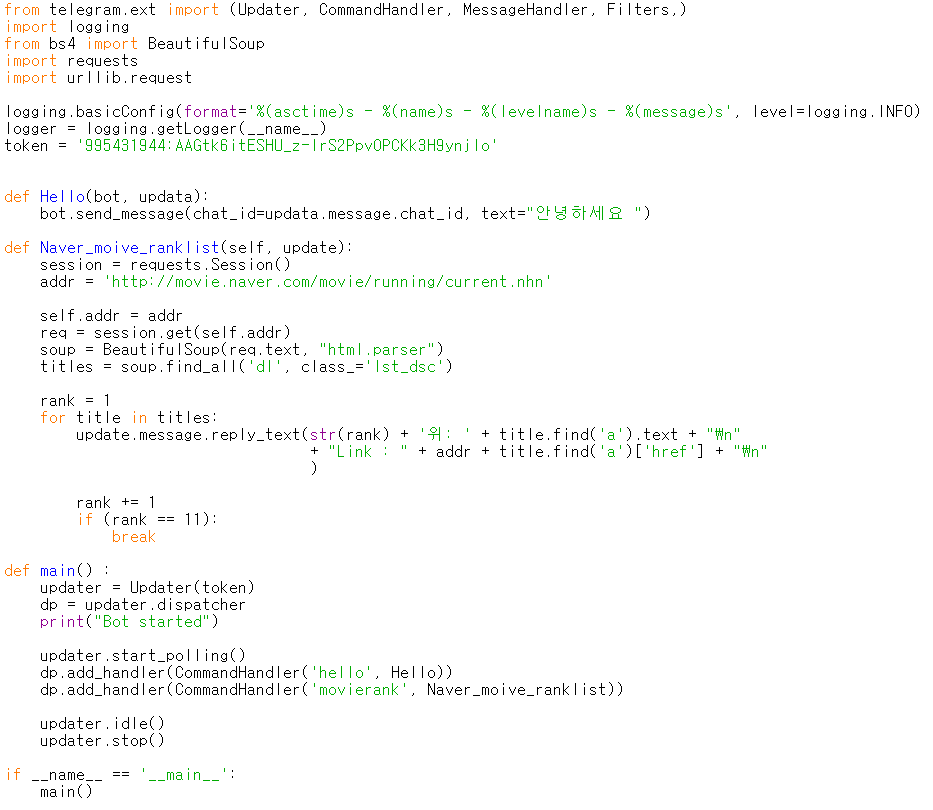 from telegram.ext import (Updater, CommandHandler, MessageHandler, Filters,)
import logging
from bs4 import BeautifulSoup
import requests
import urllib.request
logging.basicConfig(format='%(asctime)s - %(name)s - %(levelname)s - %(message)s', level=logging.INFO)
logger = logging.getLogger(__name__)
token = '995431944:AAGtk6itESHU_z-IrS2PpvOPCKk3H9ynjIo'
def Hello(bot, updata):
    bot.send_message(chat_id=updata.message.chat_id, text="안녕하세요 ")
def Naver_moive_ranklist(self, update):
    session = requests.Session()
    addr = 'http://movie.naver.com/movie/running/current.nhn'
    self.addr = addr
    req = session.get(self.addr)
    soup = BeautifulSoup(req.text, "html.parser")
    titles = soup.find_all('dl', class_='lst_dsc')
    rank = 1
    for title in titles:
        update.message.reply_text(str(rank) + '위: ' + title.find('a').text + "₩n"
                                  + "Link : " + addr + title.find('a')['href'] + "₩n"
                                  )
        rank += 1
        if (rank == 11):
            break
def main() :
    updater = Updater(token)
    dp = updater.dispatcher
    print("Bot started")
    updater.start_polling()
    dp.add_handler(CommandHandler('hello', Hello))
    dp.add_handler(CommandHandler('movierank', Naver_moive_ranklist))
    updater.idle()
    updater.stop()
if __name__ == '__main__':
    main()